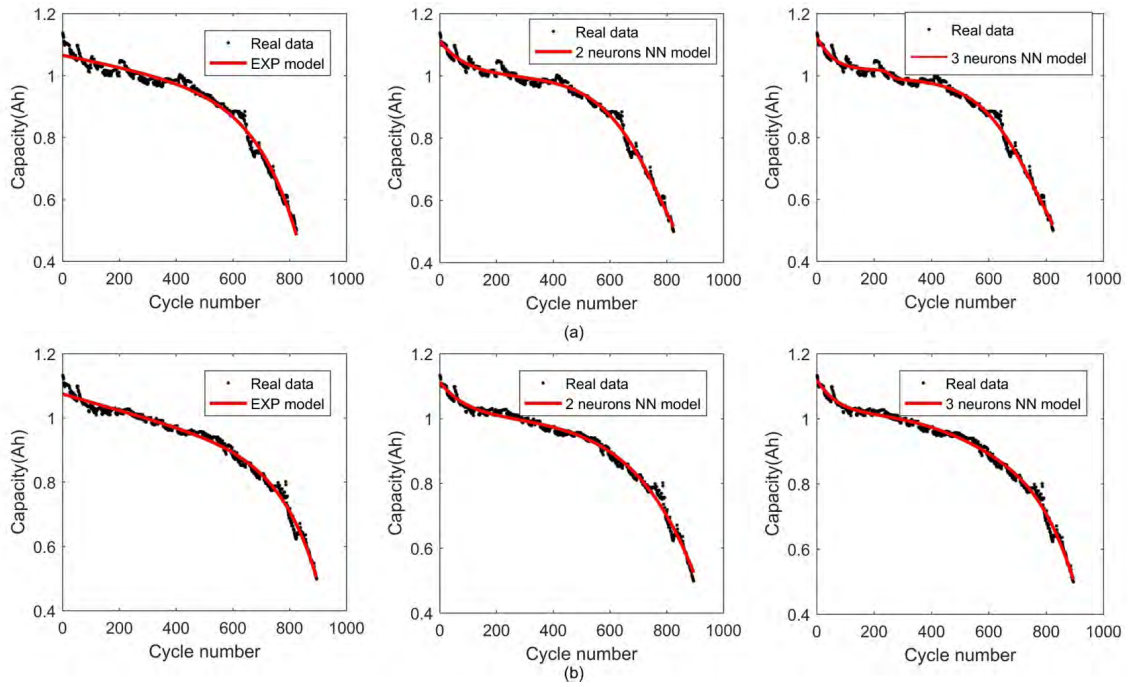 1.2
1
0.8
0.6
0.4
Capacity(Ah)
Real data
EXP model
0 200 400 600 800 1000
Cycle number
1.2
1
0.8
0.6
0.4
Capacity(Ah)
Real data
2 neurons NN model
0 200 400 600 800 1000
Cycle number
1.2
1
0.8
0.6
0.4
Capacity(Ah)
Real data
3 neurons NN model
0 200 400 600 800 1000
Cycle number
(a)
1.2
1
0.8
0.6
0.4
Capacity(Ah)
Real data
EXP model
0 200 400 600 800 1000
Cycle number
1.2
1
0.8
0.6
0.4
Capacity(Ah)
Real data
2 neurons NN model
0 200 400 600 800 1000
Cycle number
1.2
1
0.8
0.6
0.4
Capacity(Ah)
Real data
3 neurons NN model
0 200 400 600 800 1000
Cycle number
(b)